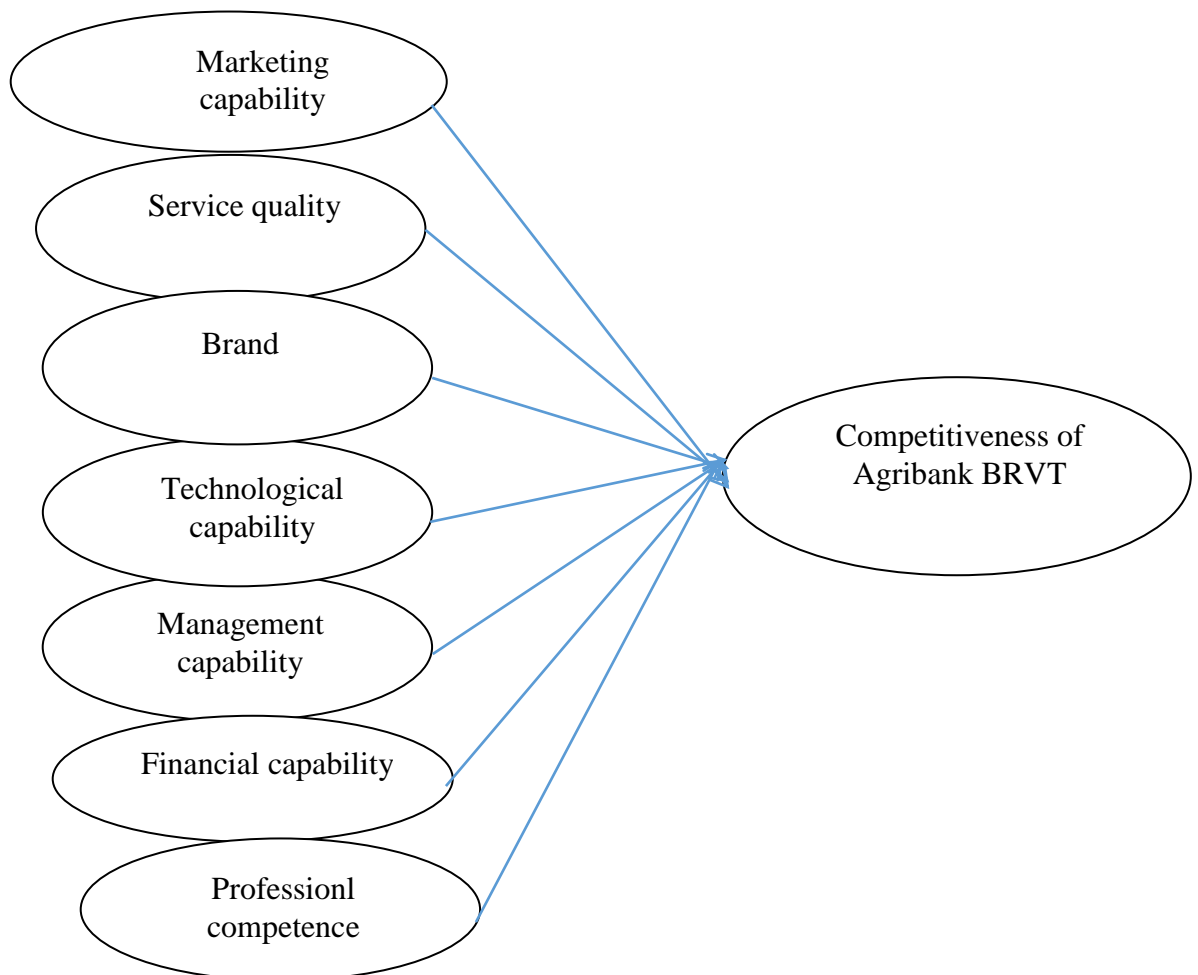 Marketing
capability
Service quality
Brand
Technological
capability
Management
capability
Financial capability
Professionl
competence
Competitiveness of
Agribank BRVT